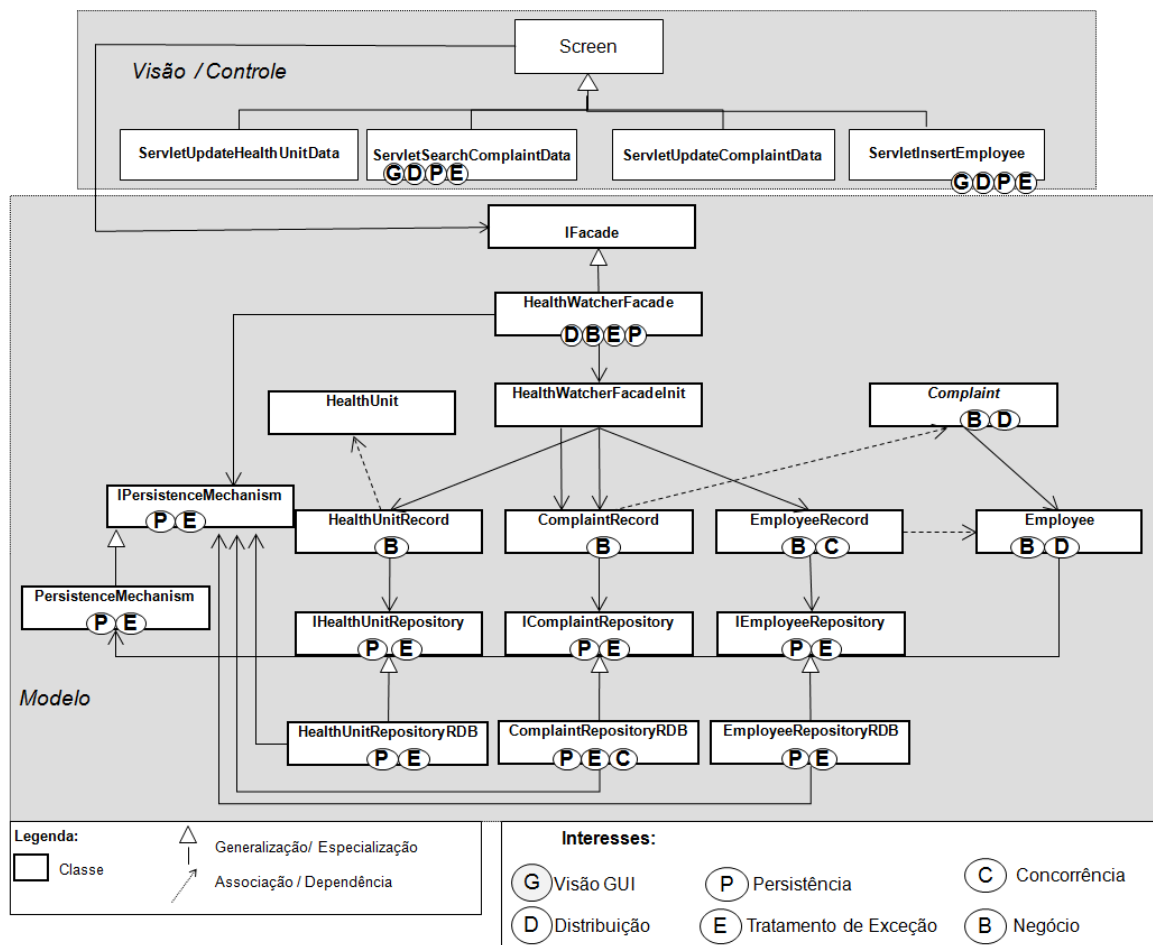 Screen
Visão / Controle
ServletUpdateHealthUnitData
ServletSearchComplaintData
G D P E
ServletUpdateComplaintData
ServletInsertEmployee
G D P E
IFacade
HealthWatcherFacade
D B E P
HealthUnit
HealthWatcherFacadeInit
Complaint
B D
IPersistenceMechanism
P E
HealthUnitRecord
B
ComplaintRecord
B
EmployeeRecord
B C
Employee
B D
PersistenceMechanism
P E
IHealthUnitRepository
P E
IComplaintRepository
P E
IEmployeeRepository
P E
Modelo
HealthUnitRepositoryRDB
P E
ComplaintRepositoryRDB
P E C
EmployeeRepositoryRDB
P E
Legenda:
Classe
Generalização/ Especialização
Associação / Dependência
Interesses:
G Visão GUI
P Persistência
C Concorrência
D Distribuição
E Tratamento de Exceção
B Negócio